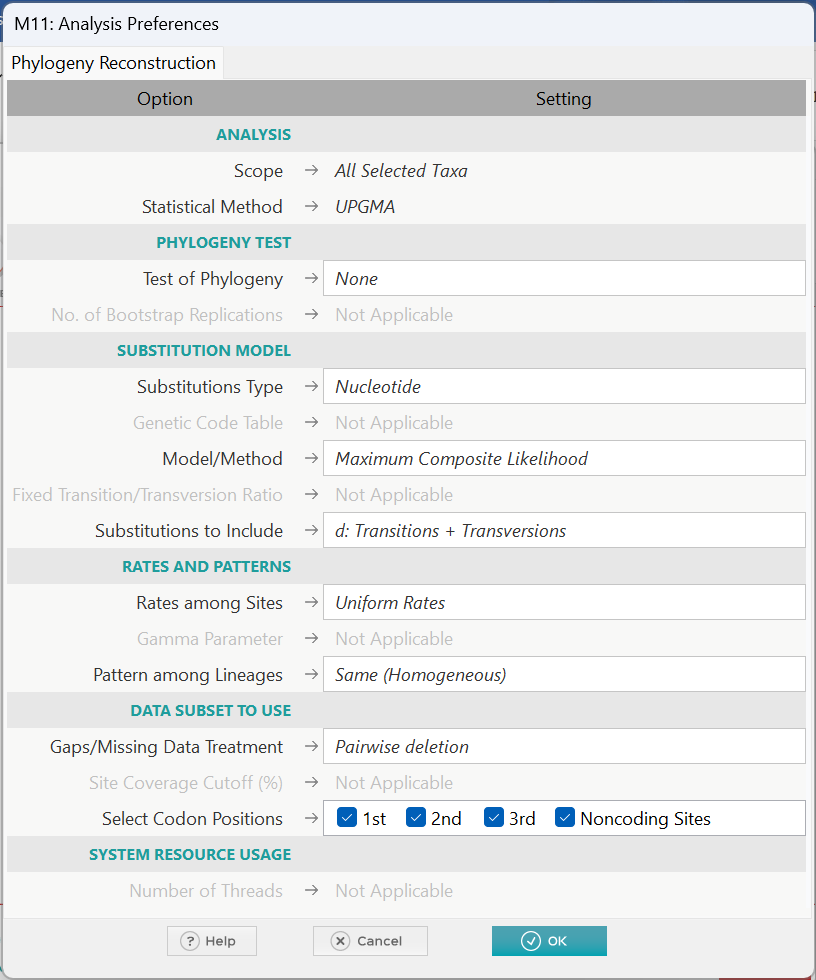 M11: Analysis Preferences
Phylogeny Reconstruction
Option Setting
ANALYSIS
Scope → All Selected Taxa
Statistical Method → UPGMA
PHYLOGENY TEST
Test of Phylogeny → None
No. of Bootstrap Replications → Not Applicable
SUBSTITUTION MODEL
Substitutions Type → Nucleotide
Genetic Code Table → Not Applicable
Model/Method → Maximum Composite Likelihood
Fixed Transition/Transversion Ratio → Not Applicable
Substitutions to Include → d: Transitions + Transversions
RATES AND PATTERNS
Rates among Sites → Uniform Rates
Gamma Parameter → Not Applicable
Pattern among Lineages → Same (Homogeneous)
DATA SUBSET TO USE
Gaps/Missing Data Treatment → Pairwise deletion
Site Coverage Cutoff (%) → Not Applicable
Select Codon Positions → 1st 2nd 3rd Noncoding Sites
SYSTEM RESOURCE USAGE
Number of Threads → Not Applicable
? Help Cancel OK